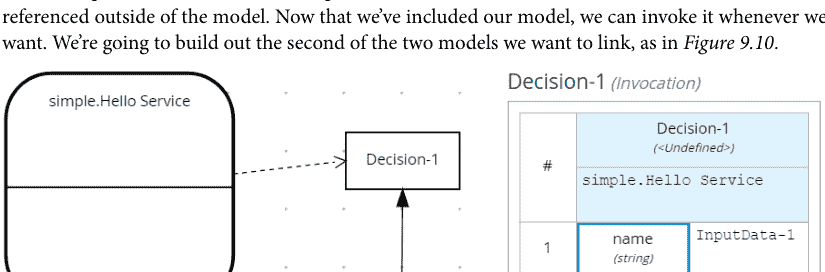 referenced outside of the model. Now that we’ve included our model, we can invoke it whenever we
want. We’re going to build out the second of the two models we want to link, as in Figure 9.10.
simple.Hello Service
Decision-1
Decision-1 (Invocation)
#
Decision-1
(<Undefined>)
simple.Hello Service
1
name
(string)
InputData-1